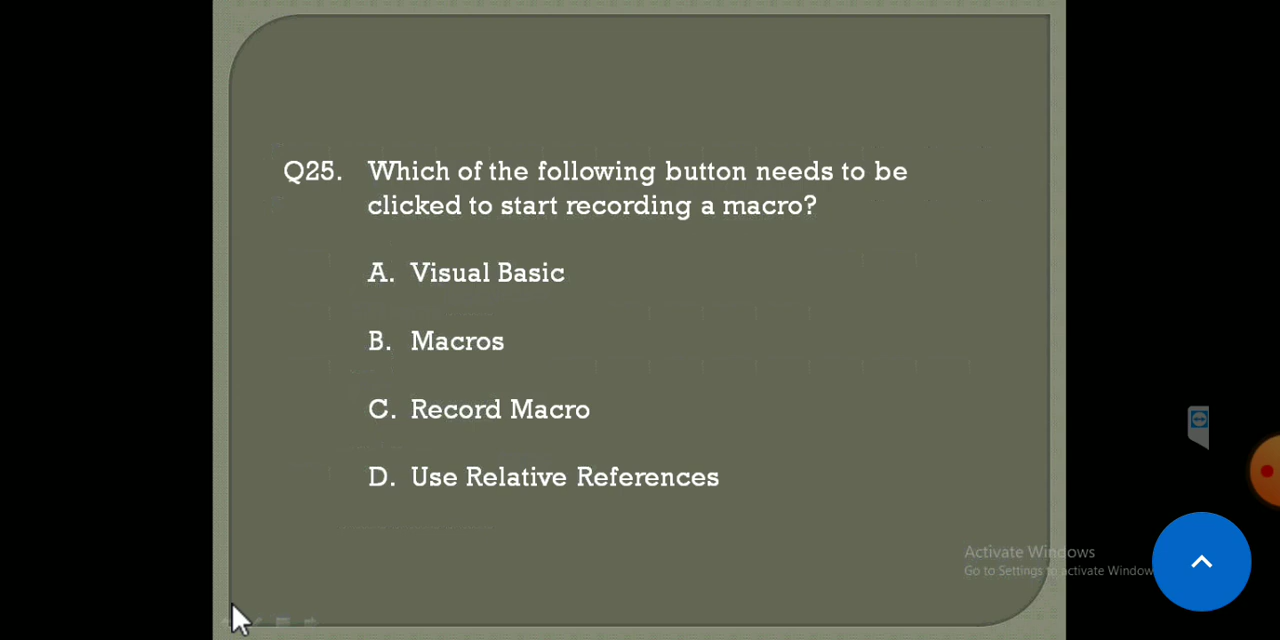 Q25. Which of the following button needs to be
clicked to start recording a macro?
A. Visual Basic
B. Macros
C. Record Macro
D. Use Relative References
Activate Windows
Go to Settings to activate Window